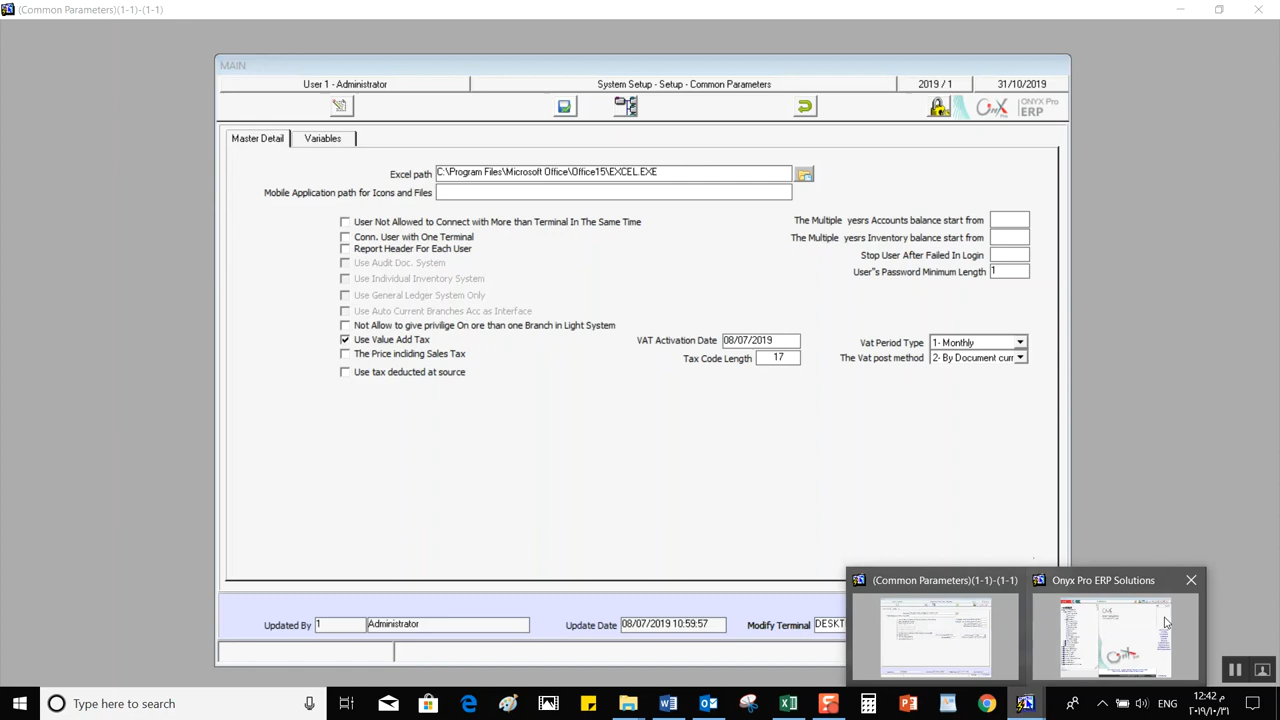 (Common Parameters)(1-1)-(1-1)
MAIN
User 1 - Administrator
System Setup - Setup - Common Parameters
2019 / 1
31/10/2019
ONYX Pro
ERP
Master Detail
Variables
Excel path
C:\Program Files\Microsoft Office\Office15\EXCEL.EXE
Mobile Application path for Icons and Files
User Not Allowed to Connect with More than Terminal In The Same Time
The Multiple yesrs Accounts balance start from
Conn. User with One Terminal
The Multiple yesrs Inventory balance start from
Report Header For Each User
Stop User After Failed In Login
Use Audit Doc. System
User"s Password Minimum Length 1
Use Individual Inventory System
Use General Ledger System Only
Use Auto Current Branches Acc as Interface
Not Allow to give privilige On ore than one Branch in Light System
Use Value Add Tax
VAT Activation Date 08/07/2019
Vat Period Type 1- Monthly
The Price incliding Sales Tax
Tax Code Length 17
The Vat post method 2- By Document curr
Use tax deducted at source
(Common Parameters)(1-1)-(1-1)
Onyx Pro ERP Solutions
Updated By 1 Administrator
Update Date 08/07/2019 10:59:57
Modify Terminal DESKT
Type here to search
ENG
12:42 م
٢٠١٩/١٠/٣١